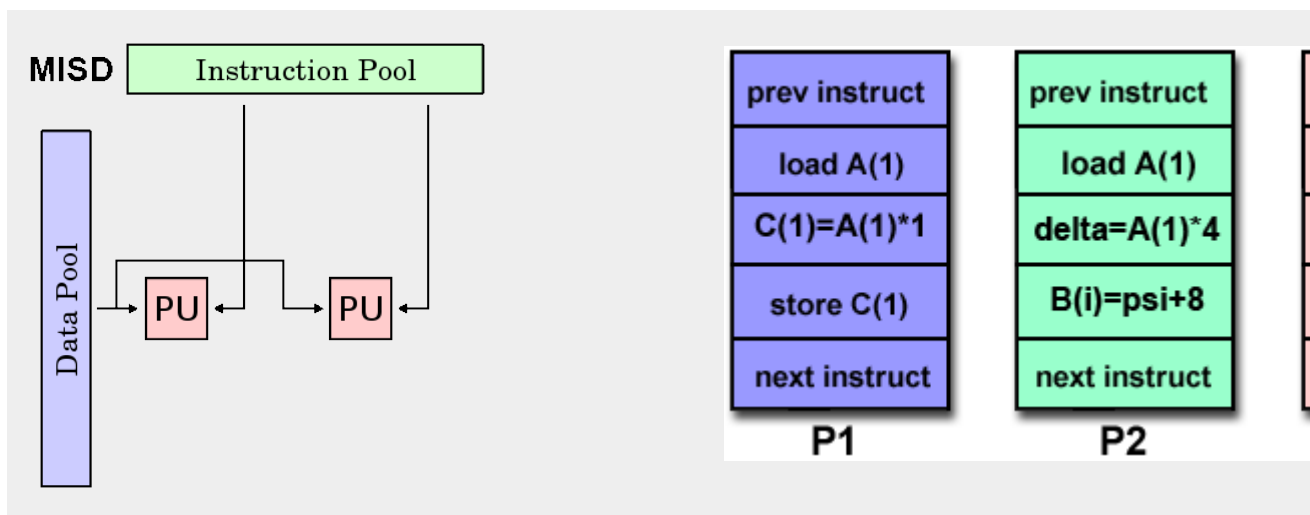 MISD
Instruction Pool
Data Pool
PU
PU
prev instruct
load A(1)
C(1)=A(1)*1
store C(1)
next instruct
P1
prev instruct
load A(1)
delta=A(1)*4
B(i)=psi+8
next instruct
P2